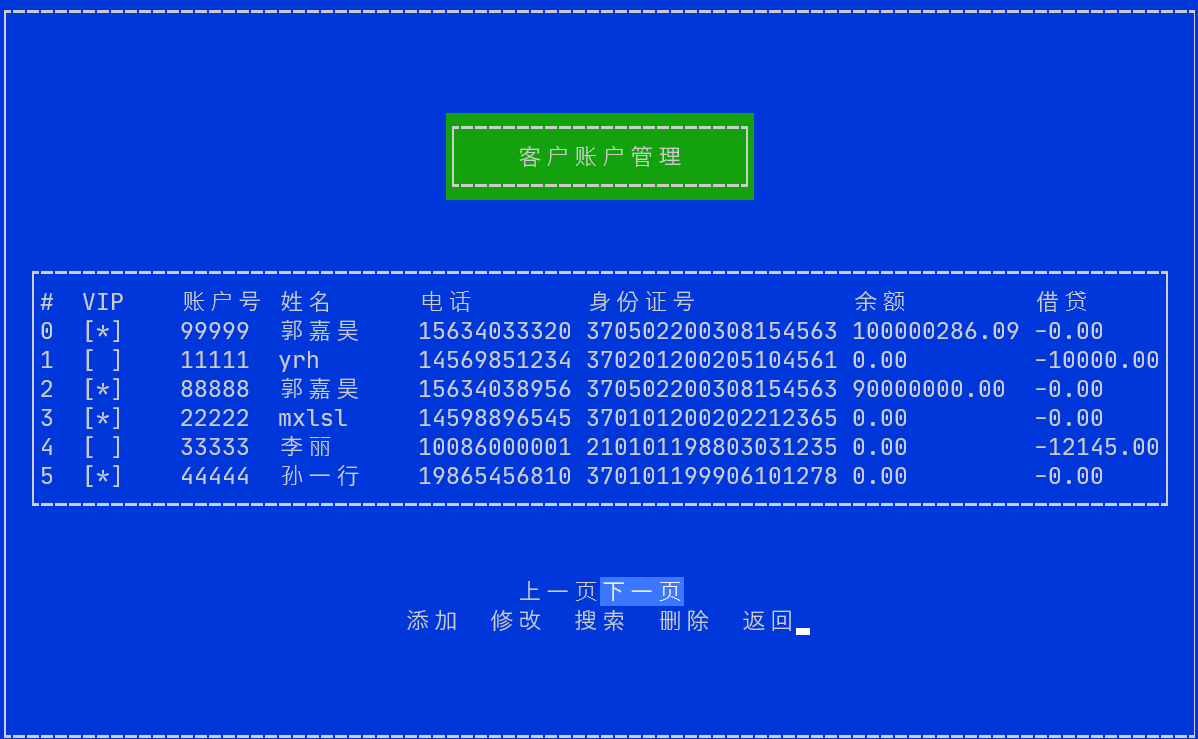 客户账户管理
# VIP 账户号 姓名 电话 身份证号 余额 借贷
0 [*] 99999 郭嘉昊 15634033320 370502200308154563 100000286.09 -0.00
1 [ ] 11111 yrh 14569851234 370201200205104561 0.00 -10000.00
2 [*] 88888 郭嘉昊 15634038956 370502200308154563 90000000.00 -0.00
3 [*] 22222 mxlsl 14598896545 370101200202212365 0.00 -0.00
4 [ ] 33333 李丽 10086000001 210101198803031235 0.00 -12145.00
5 [*] 44444 孙一行 19865456810 370101199906101278 0.00 -0.00
上一页下一页
添加 修改 搜索 删除 返回